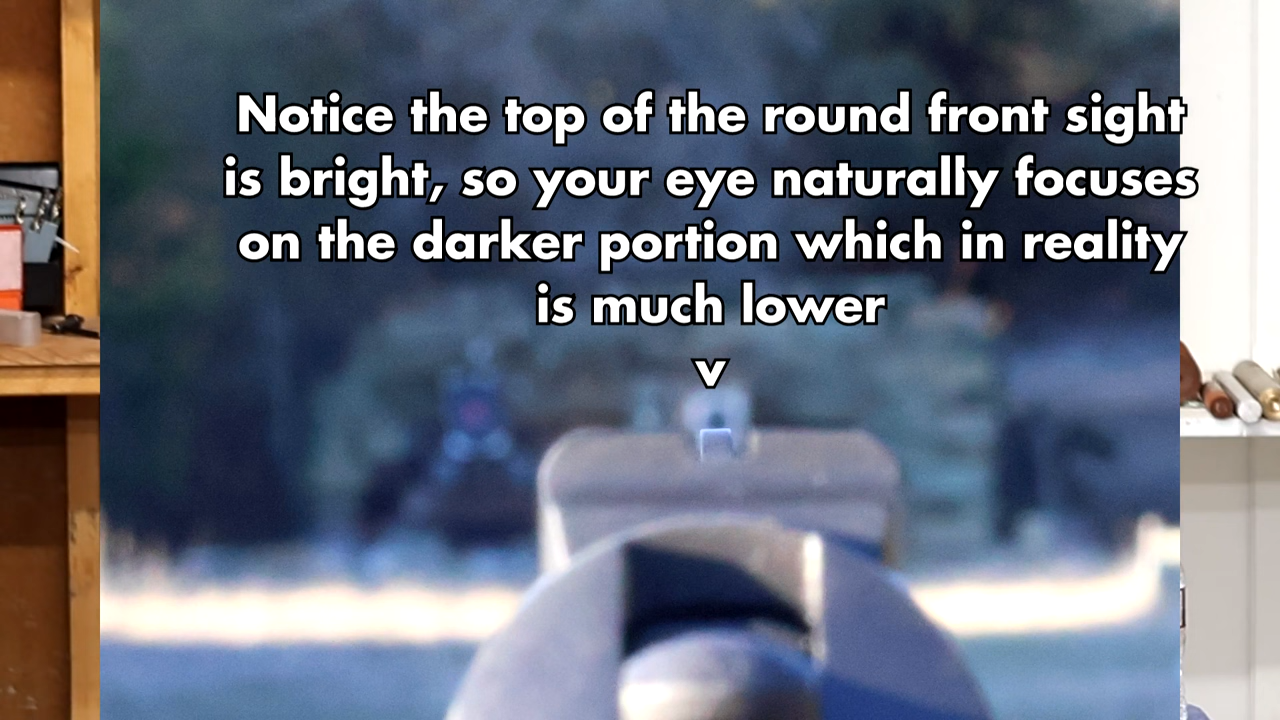 Notice the top of the round front sight
is bright, so your eye naturally focuses
on the darker portion which in reality
is much lower
v